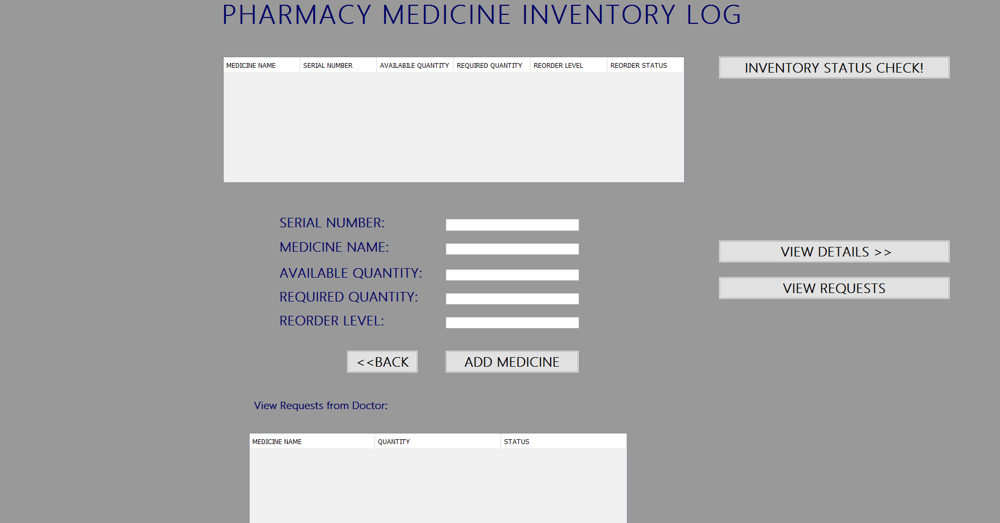 PHARMACY MEDICINE INVENTORY LOG
MEDICINE NAME SERIAL NUMBER AVAILABILE QUANTITY REQUIRED QUANTITY REORDER LEVEL REORDER STATUS
INVENTORY STATUS CHECK!
SERIAL NUMBER:
MEDICINE NAME:
VIEW DETAILS >>
AVAILABLE QUANTITY:
VIEW REQUESTS
REQUIRED QUANTITY:
REORDER LEVEL:
<<BACK ADD MEDICINE
View Requests from Doctor:
MEDICINE NAME QUANTITY STATUS